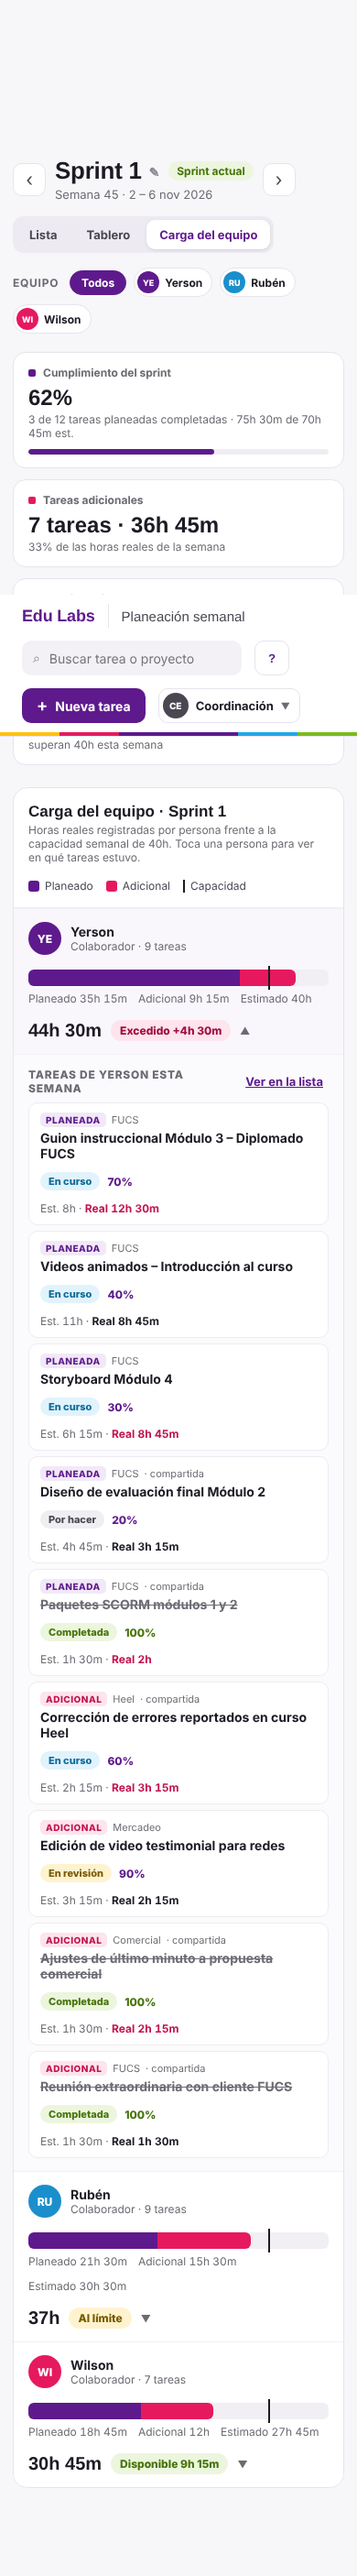 Sprint 1 ✎ Sprint actual
Semana 45 · 2 – 6 nov 2026
Lista Tablero Carga del equipo
EQUIPO Todos YE Yerson RU Rubén
WI Wilson
Cumplimiento del sprint
62%
3 de 12 tareas planeadas completadas · 75h 30m de 70h
45m est.
Tareas adicionales
7 tareas · 36h 45m
33% de las horas reales de la semana
Edu Labs Planeación semanal
Buscar tarea o proyecto ?
+ Nueva tarea CE Coordinación ▼
superan 40h esta semana
Carga del equipo · Sprint 1
Horas reales registradas por persona frente a la
capacidad semanal de 40h. Toca una persona para ver
en qué tareas estuvo.
Planeado Adicional Capacidad
YE Yerson
Colaborador · 9 tareas
Planeado 35h 15m Adicional 9h 15m Estimado 40h
44h 30m Excedido +4h 30m ▲
TAREAS DE YERSON ESTA
SEMANA
Ver en la lista
PLANEADA FUCS
Guion instruccional Módulo 3 – Diplomado
FUCS
En curso 70%
Est. 8h · Real 12h 30m
PLANEADA FUCS
Videos animados – Introducción al curso
En curso 40%
Est. 11h · Real 8h 45m
PLANEADA FUCS
Storyboard Módulo 4
En curso 30%
Est. 6h 15m · Real 8h 45m
PLANEADA FUCS · compartida
Diseño de evaluación final Módulo 2
Por hacer 20%
Est. 4h 45m · Real 3h 15m
PLANEADA FUCS · compartida
Paquetes SCORM módulos 1 y 2
Completada 100%
Est. 1h 30m · Real 2h
ADICIONAL Heel · compartida
Corrección de errores reportados en curso
Heel
En curso 60%
Est. 2h 15m · Real 3h 15m
ADICIONAL Mercadeo
Edición de video testimonial para redes
En revisión 90%
Est. 3h 15m · Real 2h 15m
ADICIONAL Comercial · compartida
Ajustes de último minuto a propuesta
comercial
Completada 100%
Est. 1h 30m · Real 2h 15m
ADICIONAL FUCS · compartida
Reunión extraordinaria con cliente FUCS
Completada 100%
Est. 1h 30m · Real 1h 30m
RU Rubén
Colaborador · 9 tareas
Planeado 21h 30m Adicional 15h 30m
Estimado 30h 30m
37h Al límite ▼
WI Wilson
Colaborador · 7 tareas
Planeado 18h 45m Adicional 12h Estimado 27h 45m
30h 45m Disponible 9h 15m ▼